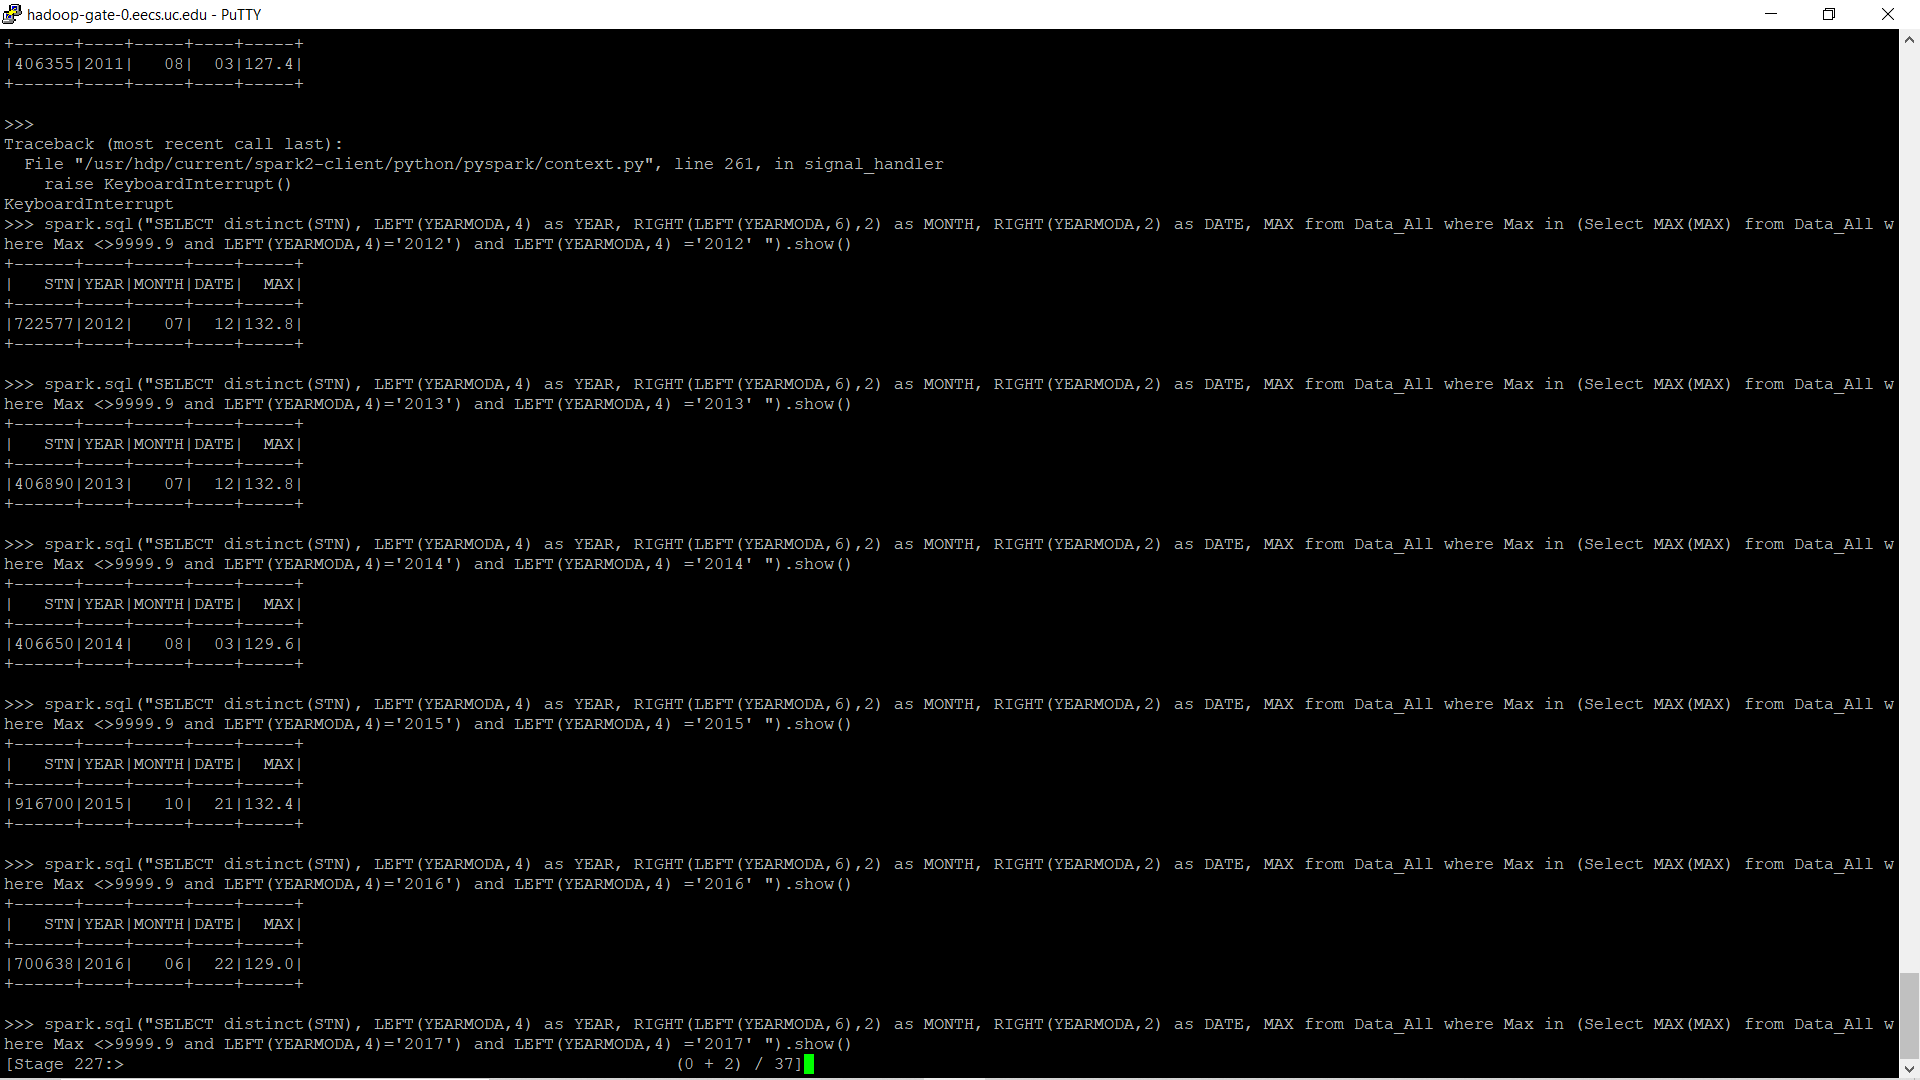 hadoop-gate-0.eecs.uc.edu - PuTTY
+------+----+-----+----+-----+
|406355|2011|   08|  03|127.4|
+------+----+-----+----+-----+
>>>
Traceback (most recent call last):
  File "/usr/hdp/current/spark2-client/python/pyspark/context.py", line 261, in signal_handler
    raise KeyboardInterrupt()
KeyboardInterrupt
>>> spark.sql("SELECT distinct(STN), LEFT(YEARMODA,4) as YEAR, RIGHT(LEFT(YEARMODA,6),2) as MONTH, RIGHT(YEARMODA,2) as DATE, MAX from Data_All where Max in (Select MAX(MAX) from Data_All w
here Max <>9999.9 and LEFT(YEARMODA,4)='2012') and LEFT(YEARMODA,4) ='2012' ").show()
+------+----+-----+----+-----+
|   STN|YEAR|MONTH|DATE|  MAX|
+------+----+-----+----+-----+
|722577|2012|   07|  12|132.8|
+------+----+-----+----+-----+
>>> spark.sql("SELECT distinct(STN), LEFT(YEARMODA,4) as YEAR, RIGHT(LEFT(YEARMODA,6),2) as MONTH, RIGHT(YEARMODA,2) as DATE, MAX from Data_All where Max in (Select MAX(MAX) from Data_All w
here Max <>9999.9 and LEFT(YEARMODA,4)='2013') and LEFT(YEARMODA,4) ='2013' ").show()
+------+----+-----+----+-----+
|   STN|YEAR|MONTH|DATE|  MAX|
+------+----+-----+----+-----+
|406890|2013|   07|  12|132.8|
+------+----+-----+----+-----+
>>> spark.sql("SELECT distinct(STN), LEFT(YEARMODA,4) as YEAR, RIGHT(LEFT(YEARMODA,6),2) as MONTH, RIGHT(YEARMODA,2) as DATE, MAX from Data_All where Max in (Select MAX(MAX) from Data_All w
here Max <>9999.9 and LEFT(YEARMODA,4)='2014') and LEFT(YEARMODA,4) ='2014' ").show()
+------+----+-----+----+-----+
|   STN|YEAR|MONTH|DATE|  MAX|
+------+----+-----+----+-----+
|406650|2014|   08|  03|129.6|
+------+----+-----+----+-----+
>>> spark.sql("SELECT distinct(STN), LEFT(YEARMODA,4) as YEAR, RIGHT(LEFT(YEARMODA,6),2) as MONTH, RIGHT(YEARMODA,2) as DATE, MAX from Data_All where Max in (Select MAX(MAX) from Data_All w
here Max <>9999.9 and LEFT(YEARMODA,4)='2015') and LEFT(YEARMODA,4) ='2015' ").show()
+------+----+-----+----+-----+
|   STN|YEAR|MONTH|DATE|  MAX|
+------+----+-----+----+-----+
|916700|2015|   10|  21|132.4|
+------+----+-----+----+-----+
>>> spark.sql("SELECT distinct(STN), LEFT(YEARMODA,4) as YEAR, RIGHT(LEFT(YEARMODA,6),2) as MONTH, RIGHT(YEARMODA,2) as DATE, MAX from Data_All where Max in (Select MAX(MAX) from Data_All w
here Max <>9999.9 and LEFT(YEARMODA,4)='2016') and LEFT(YEARMODA,4) ='2016' ").show()
+------+----+-----+----+-----+
|   STN|YEAR|MONTH|DATE|  MAX|
+------+----+-----+----+-----+
|700638|2016|   06|  22|129.0|
+------+----+-----+----+-----+
>>> spark.sql("SELECT distinct(STN), LEFT(YEARMODA,4) as YEAR, RIGHT(LEFT(YEARMODA,6),2) as MONTH, RIGHT(YEARMODA,2) as DATE, MAX from Data_All where Max in (Select MAX(MAX) from Data_All w
here Max <>9999.9 and LEFT(YEARMODA,4)='2017') and LEFT(YEARMODA,4) ='2017' ").show()
[Stage 227:>                                                       (0 + 2) / 37]